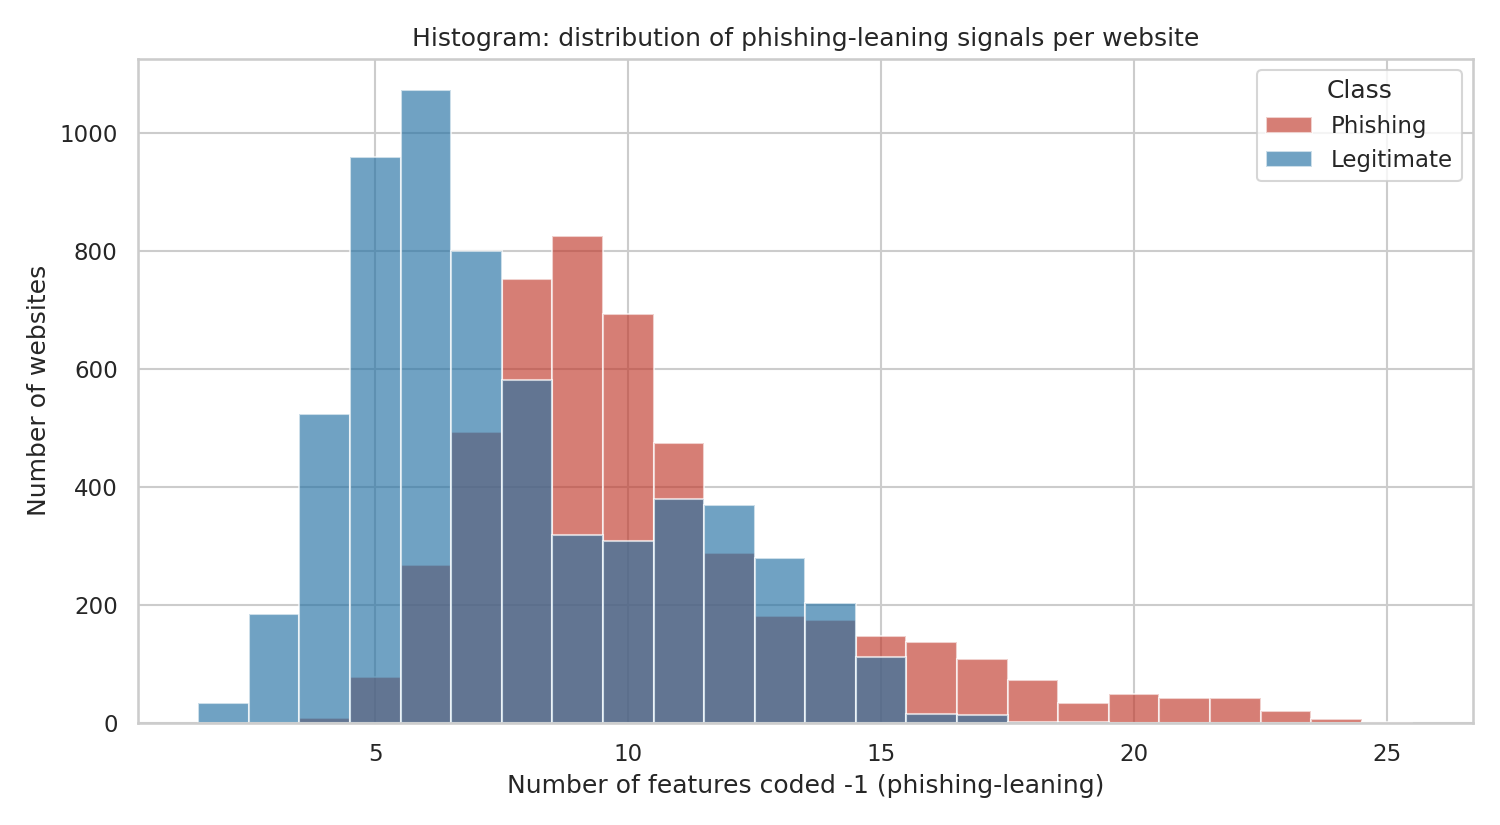 Histogram: distribution of phishing-leaning signals per website
Class
Phishing
Legitimate
Number of websites
1000
800
600
400
200
0
5 10 15 20 25
Number of features coded -1 (phishing-leaning)